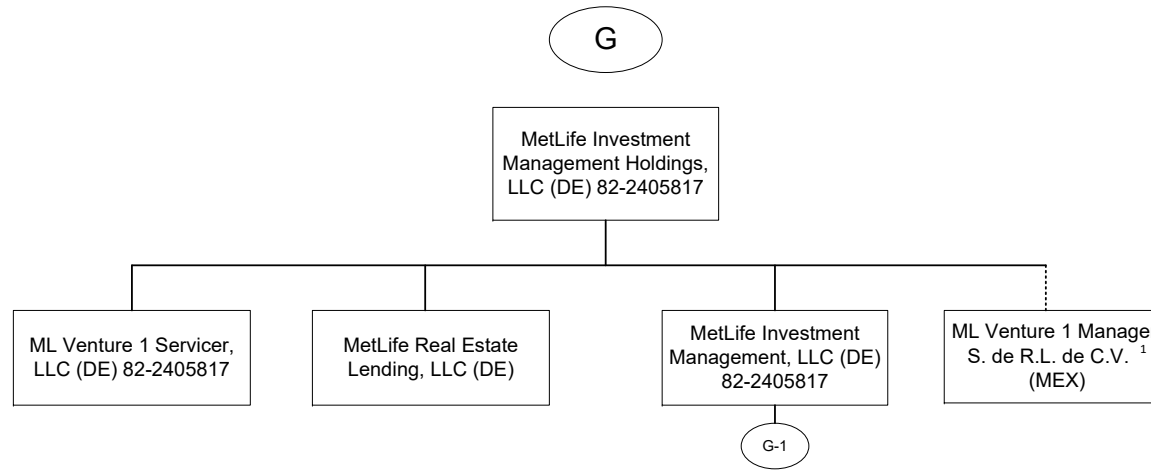 G
MetLife Investment
Management Holdings,
LLC (DE) 82-2405817
ML Venture 1 Servicer,
LLC (DE) 82-2405817
MetLife Real Estate
Lending, LLC (DE)
MetLife Investment
Management, LLC (DE)
82-2405817
ML Venture 1 Manage
S. de R.L. de C.V. 1
(MEX)
G-1